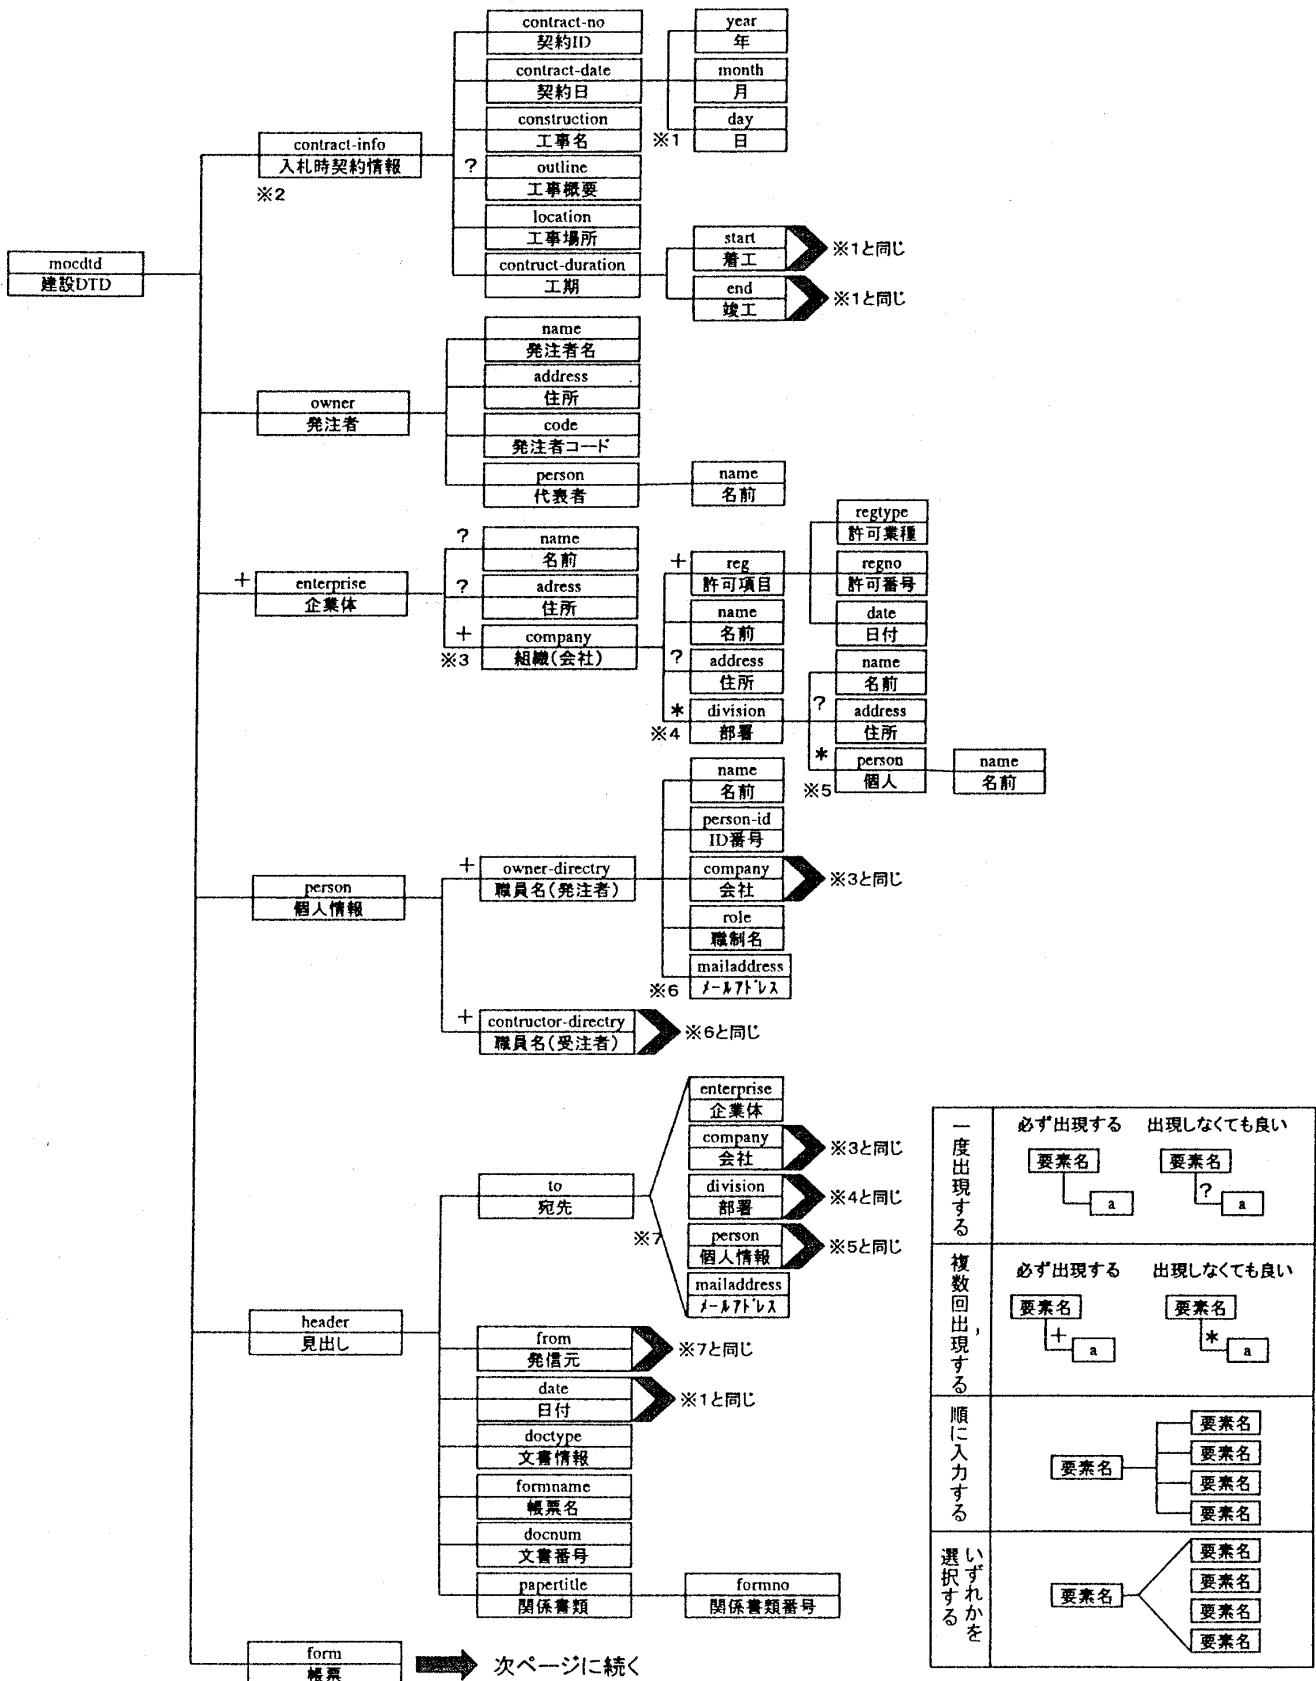 mocdtd
建設DTD
contract-info
入札時契約情報
※2
contract-no
契約ID
contract-date
契約日
year
年
month
月
day
日
※1
construction
工事名
?
outline
工事概要
location
工事場所
contruct-duration
工期
start
着工
※1と同じ
end
竣工
※1と同じ
owner
発注者
name
発注者名
address
住所
code
発注者コード
person
代表者
name
名前
+
enterprise
企業体
?
name
名前
?
adress
住所
+
company
組織(会社)
※3
+
reg
許可項目
regtype
許可業種
regno
許可番号
date
日付
name
名前
?
address
住所
*
division
部署
※4
name
名前
?
address
住所
*
person
個人
※5
name
名前
person
個人情報
+
owner-directry
職員名(発注者)
name
名前
person-id
ID番号
company
会社
※3と同じ
role
職制名
mailaddress
メールアドレス
※6
+
contructor-directry
職員名(受注者)
※6と同じ
header
見出し
to
宛先
※7
enterprise
企業体
company
会社
※3と同じ
division
部署
※4と同じ
person
個人情報
※5と同じ
mailaddress
メールアドレス
from
発信元
※7と同じ
date
日付
※1と同じ
doctype
文書情報
formname
帳票名
docnum
文書番号
papertitle
関係書類
formno
関係書類番号
form
帳票
次ページに続く
一度出現する
必ず出現する
要素名
a
出現しなくても良い
要素名
?
a
複数回出現する
必ず出現する
要素名
+
a
出現しなくても良い
要素名
*
a
順に入力する
要素名
要素名
要素名
要素名
要素名
いずれかを
選択する
要素名
要素名
要素名
要素名
要素名